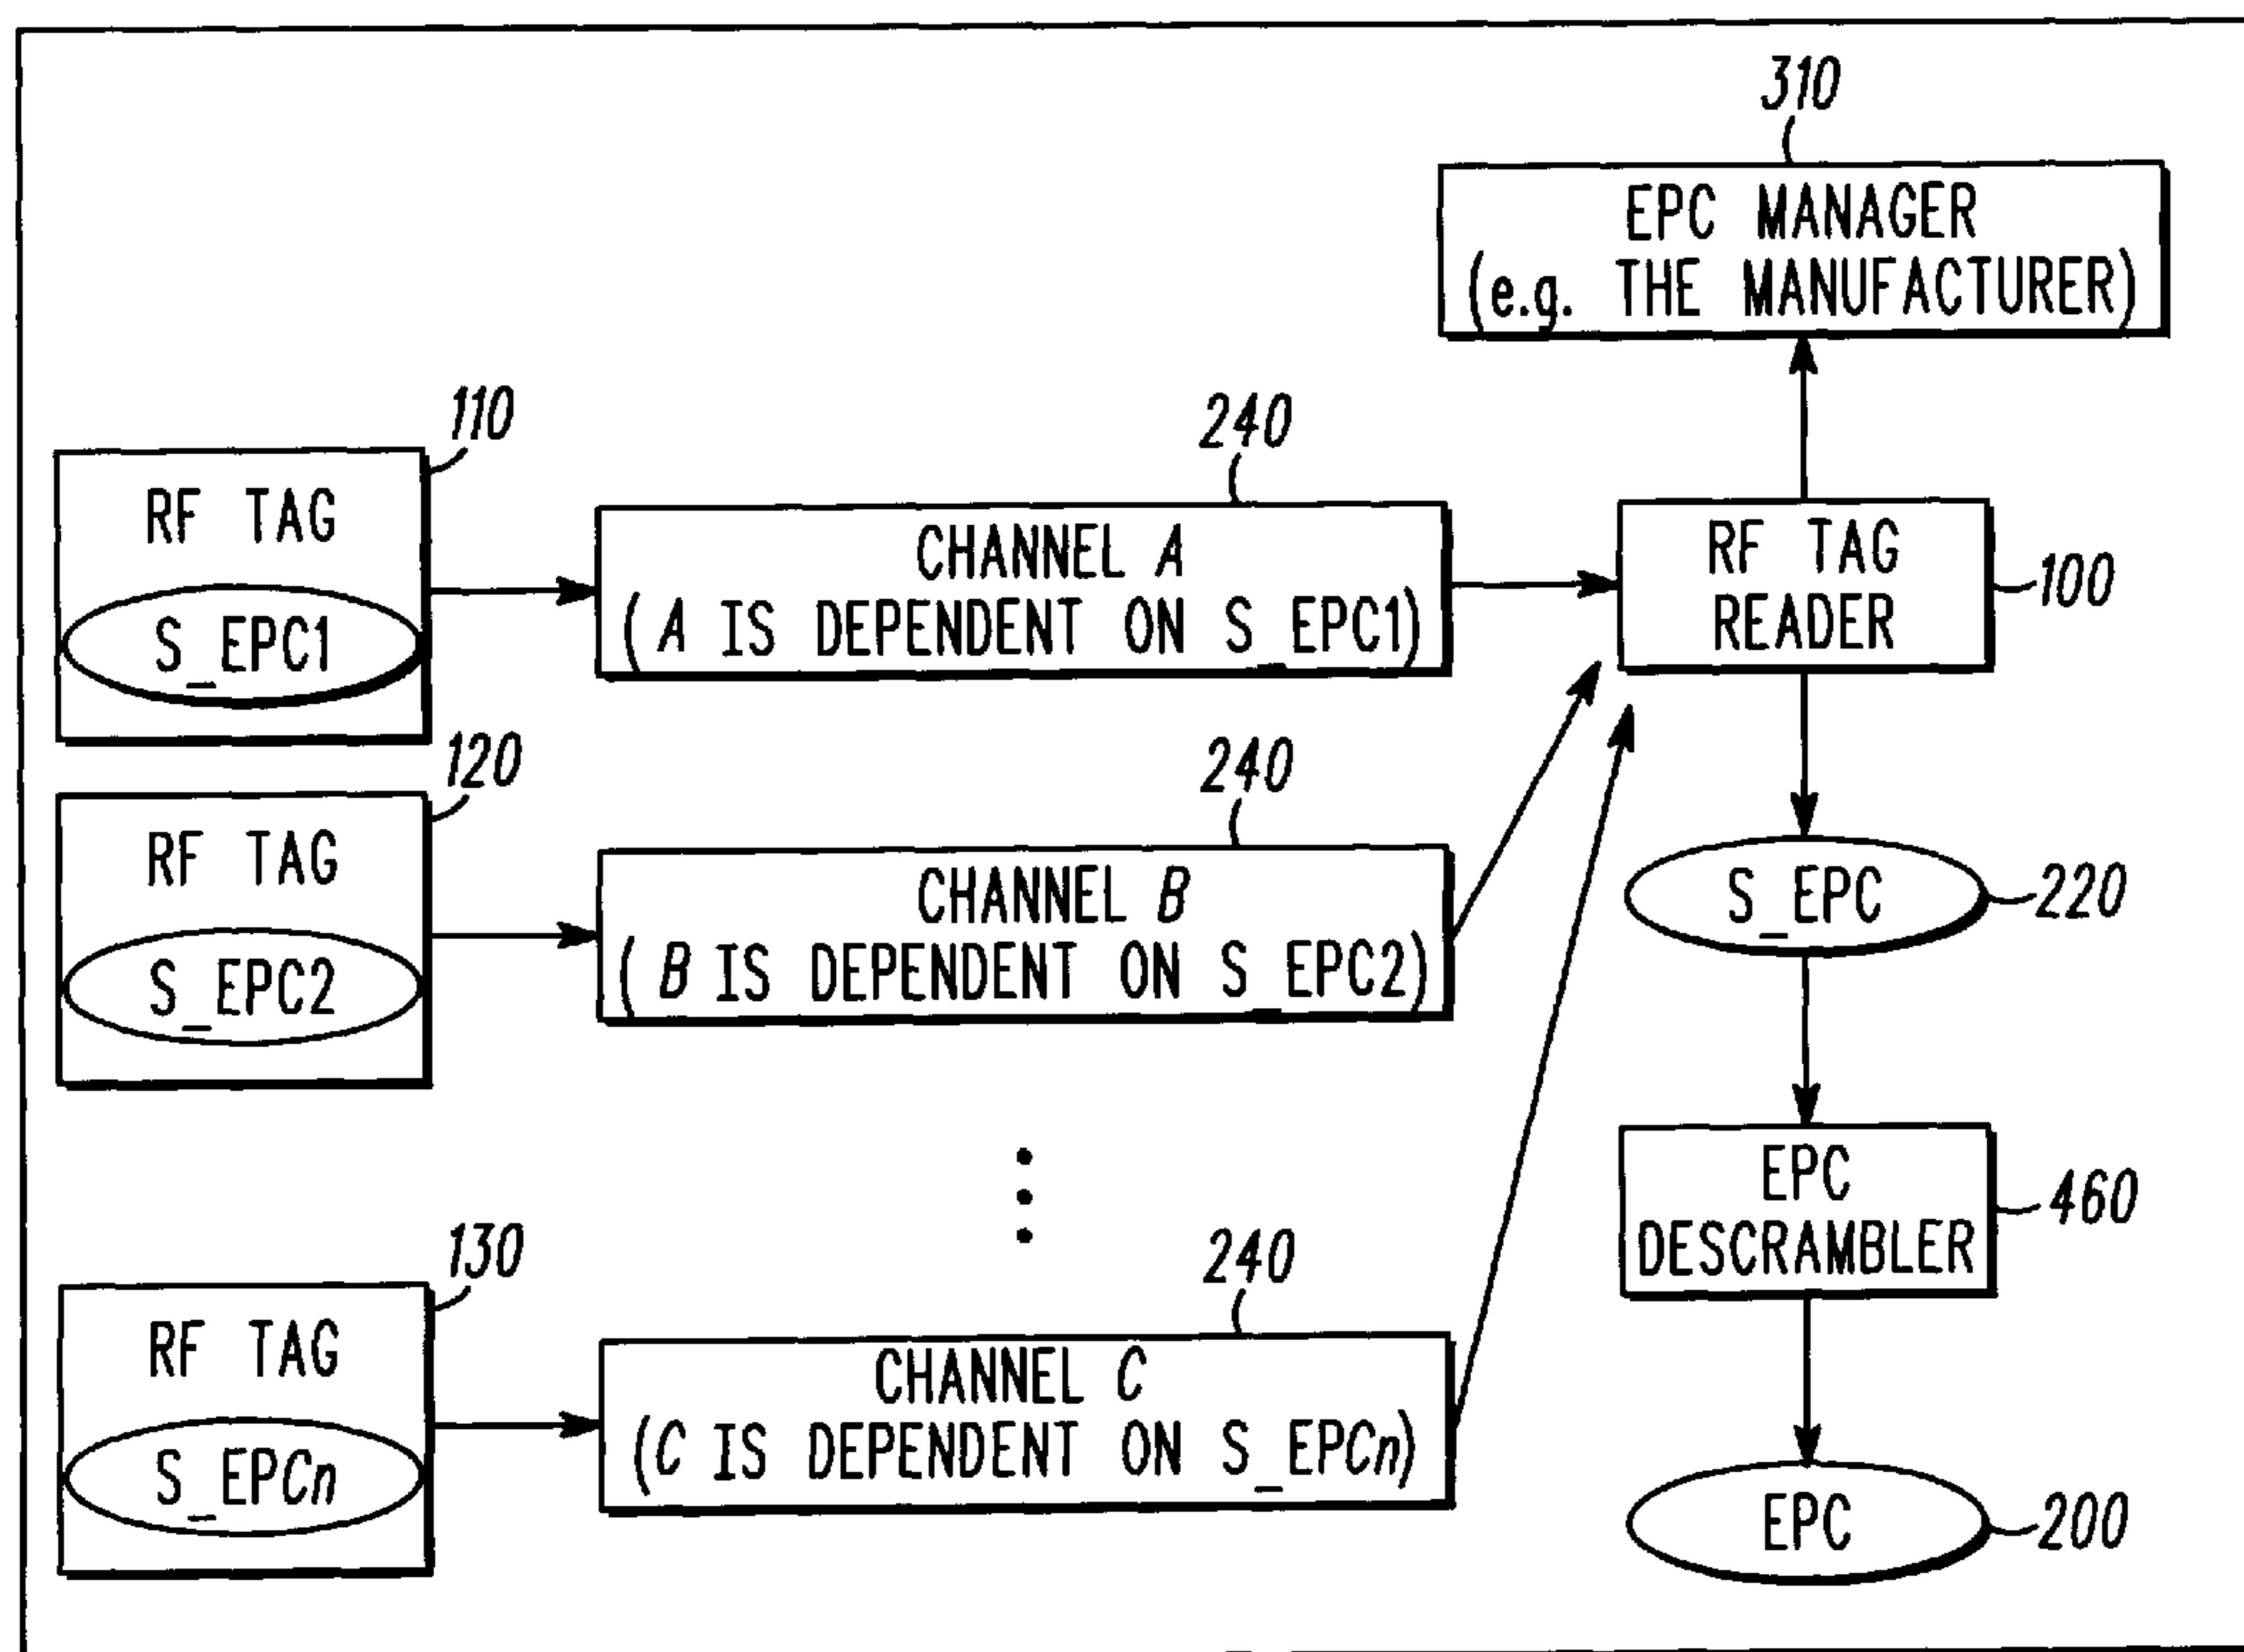 310
EPC MANAGER
(e.g. THE MANUFACTURER)
110
RF TAG
S_EPC1
240
CHANNEL A
(A IS DEPENDENT ON S_EPC1)
RF TAG
READER
100
120
RF TAG
S_EPC2
240
CHANNEL B
(B IS DEPENDENT ON S_EPC2)
S_EPC
220
EPC
DESCRAMBLER
460
130
RF TAG
S_EPCn
240
CHANNEL C
(C IS DEPENDENT ON S_EPCn)
EPC
200